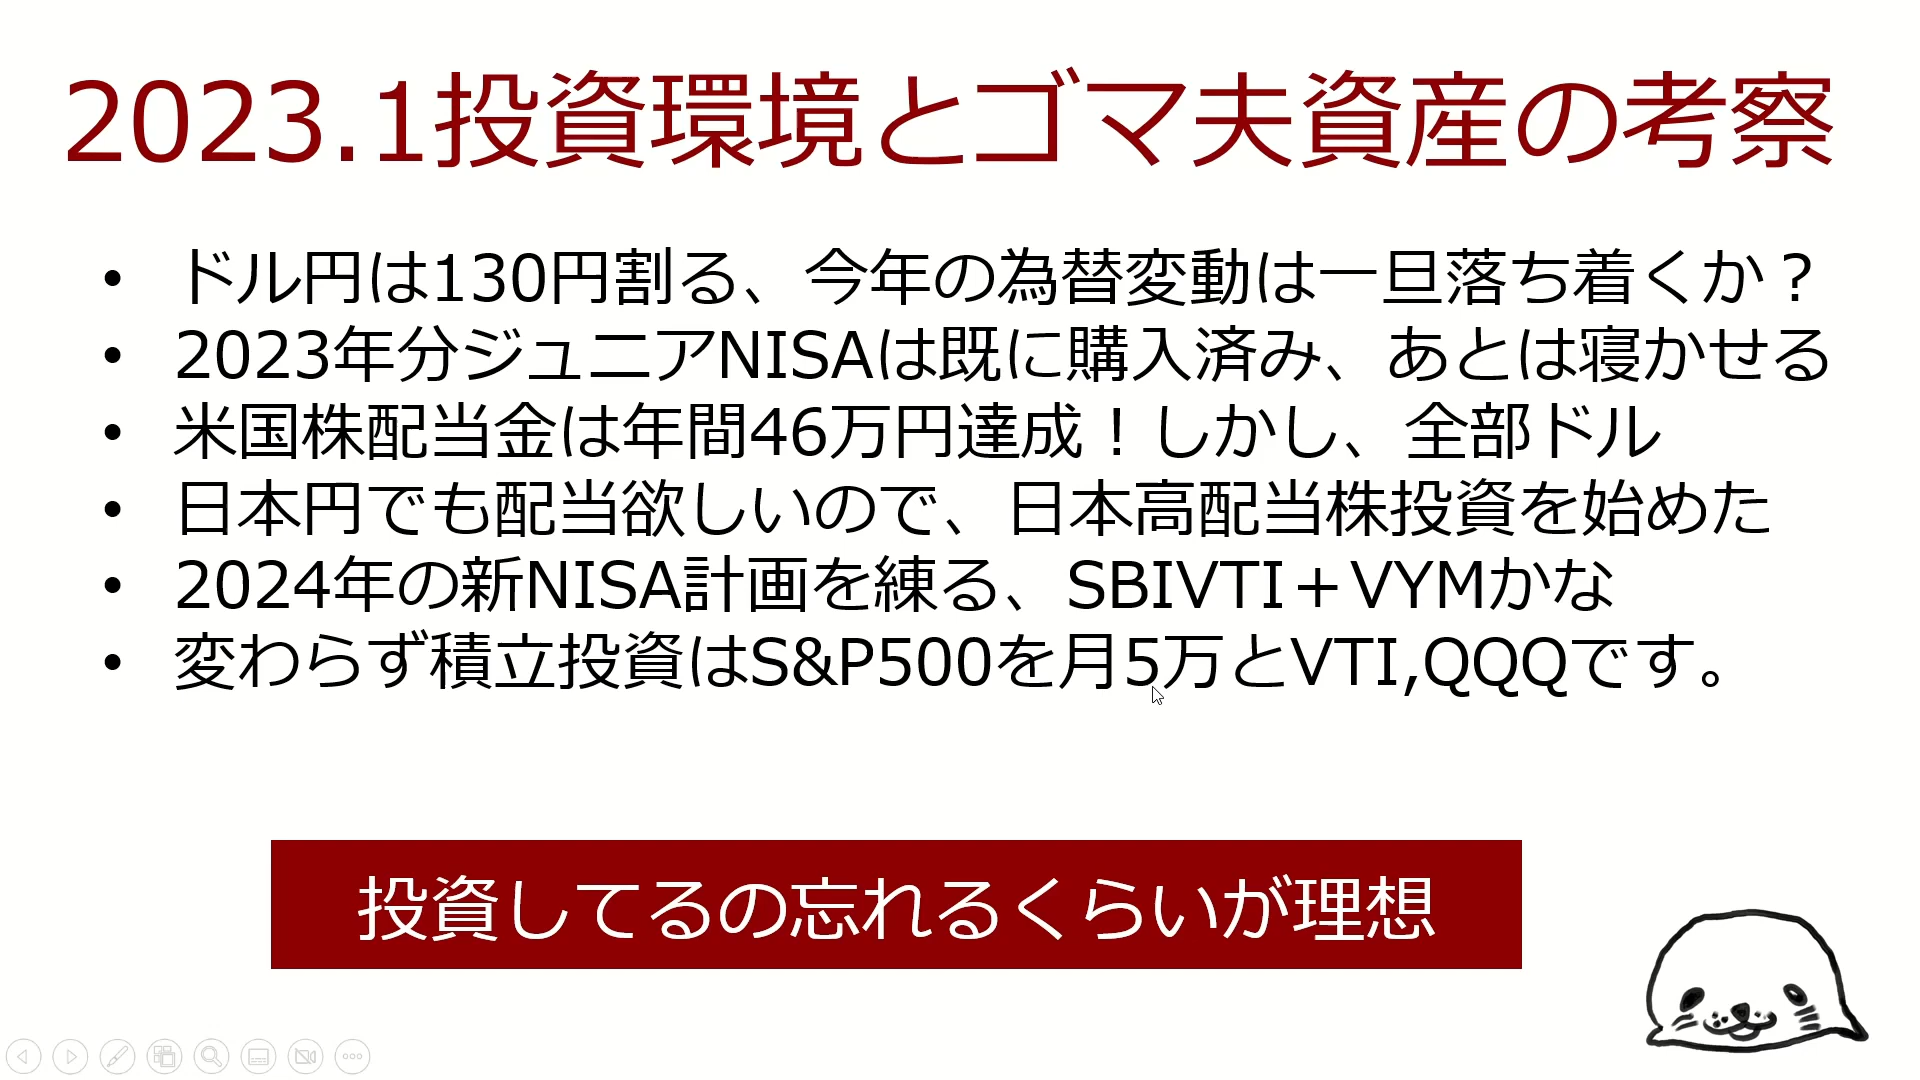 2023.1投資環境とゴマ夫資産の考察
• ドル円は130円割る、今年の為替変動は一旦落ち着くか？
• 2023年分ジュニアNISAは既に購入済み、あとは寝かせる
• 米国株配当金は年間46万円達成！しかし、全部ドル
• 日本円でも配当欲しいので、日本高配当株投資を始めた
• 2024年の新NISA計画を練る、SBIVTI＋VYMかな
• 変わらず積立投資はS&P500を月5万とVTI,QQQです。
投資してるの忘れるくらいが理想